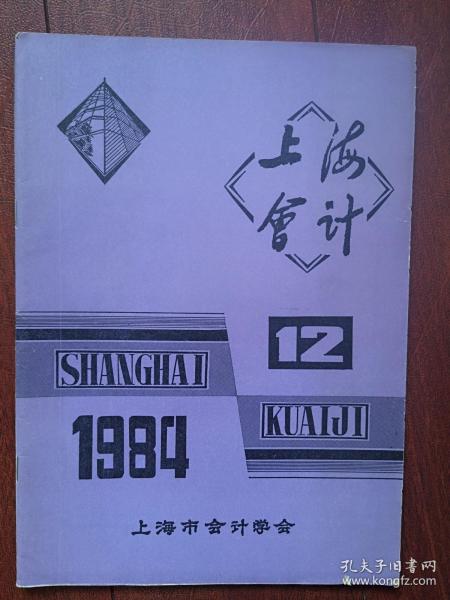 上海
會计
12
SHANGHAI
1984
KUAIJI
上海市会计学会
孔夫子旧书网
www.kongfz.com